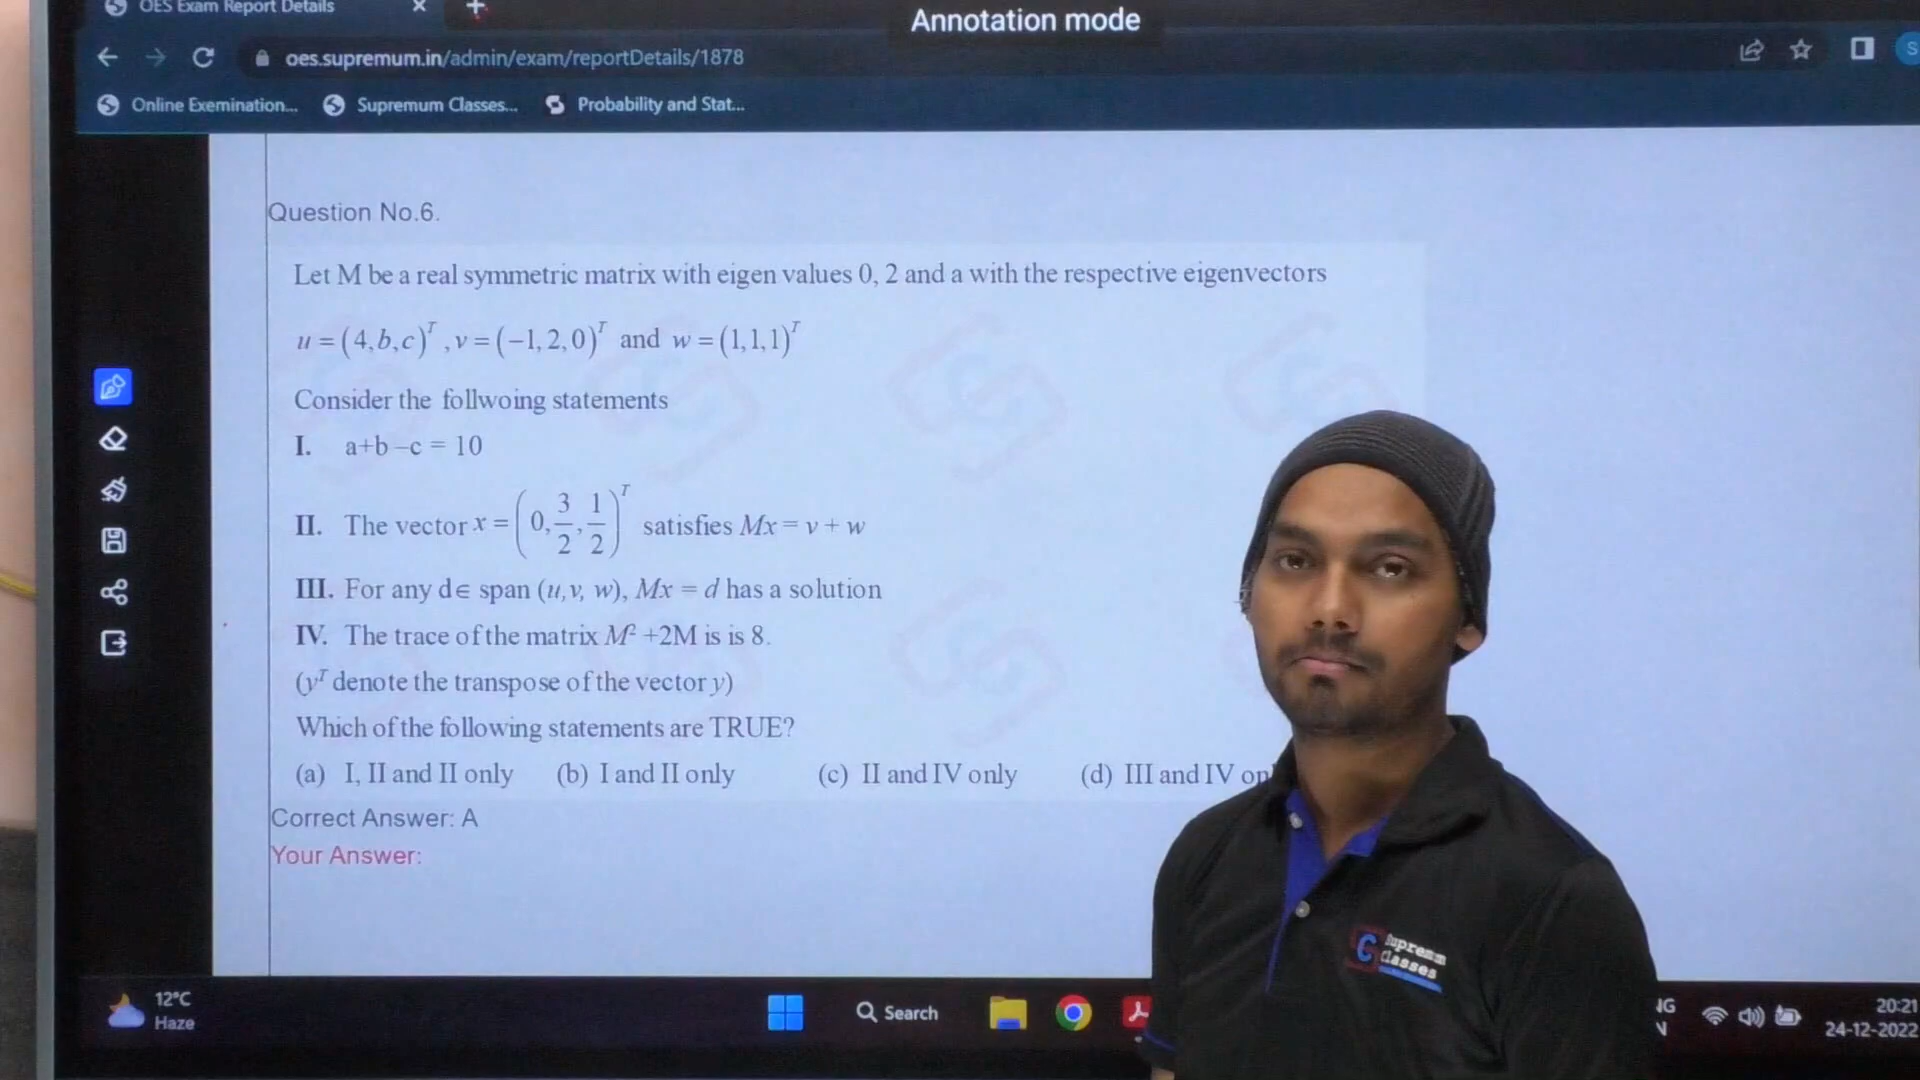 OES Exam Report Details
Annotation mode
oes.supremum.in/admin/exam/reportDetails/1878
S
Online Exemination... Supremum Classes... Probability and Stat...
Question No.6.
Let M be a real symmetric matrix with eigen values 0, 2 and a with the respective eigenvectors
u = (4,b,c)ᵀ, v = (−1,2,0)ᵀ and w = (1,1,1)ᵀ
Consider the follwoing statements
I. a+b –c = 10
II. The vector x = (0, 3/2, 1/2)ᵀ satisfies Mx = v + w
III. For any d∈ span (u, v, w), Mx = d has a solution
IV. The trace of the matrix M² +2M is is 8.
(yᵀ denote the transpose of the vector y)
Which of the following statements are TRUE?
(a) I, II and II only (b) I and II only (c) II and IV only (d) III and IV on
Correct Answer: A
Your Answer:
C Supremum Classes
12°C
Haze
Search
20:21
24-12-2022